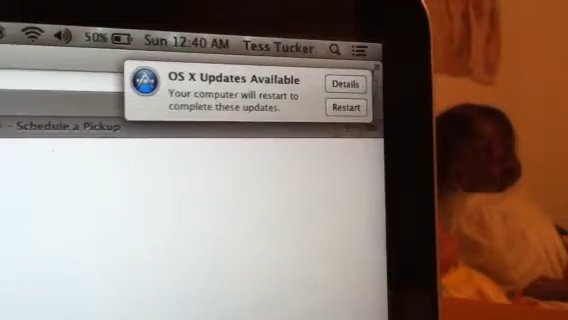 50% Sun 12:40 AM Tess Tucker
OS X Updates Available
Details
Your computer will restart to
complete these updates.
Restart
- Schedule a Pickup